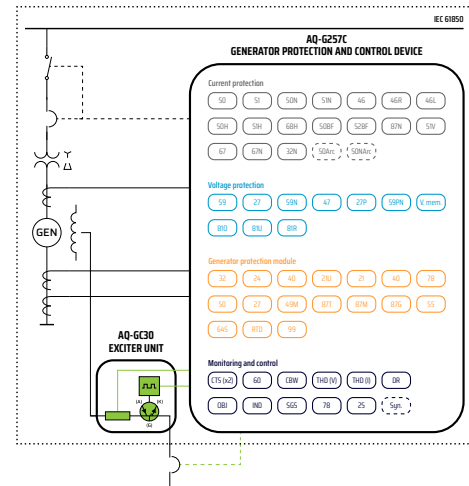 IEC 61850
AQ-G257C
GENERATOR PROTECTION AND CONTROL DEVICE
Current protection
50 51 50N 51N 46 46R 46L
50H 51H 68H 50BF 52BF 87N 51V
67 67N 32N 50Arc 50NArc
Voltage protection
59 27 59N 47 27P 59PN V. mem.
81O 81U 81R
Generator protection module
32 24 40 21U 21 40 78
50 27 49M 87T 87M 87G 55
64S RTD 99
Monitoring and control
CTS (x2) 60 CBW THD (V) THD (I) DR
OBJ IND SGS 78 25 Syn.
GEN
AQ-GC30
EXCITER UNIT
(A) (K)
(G)